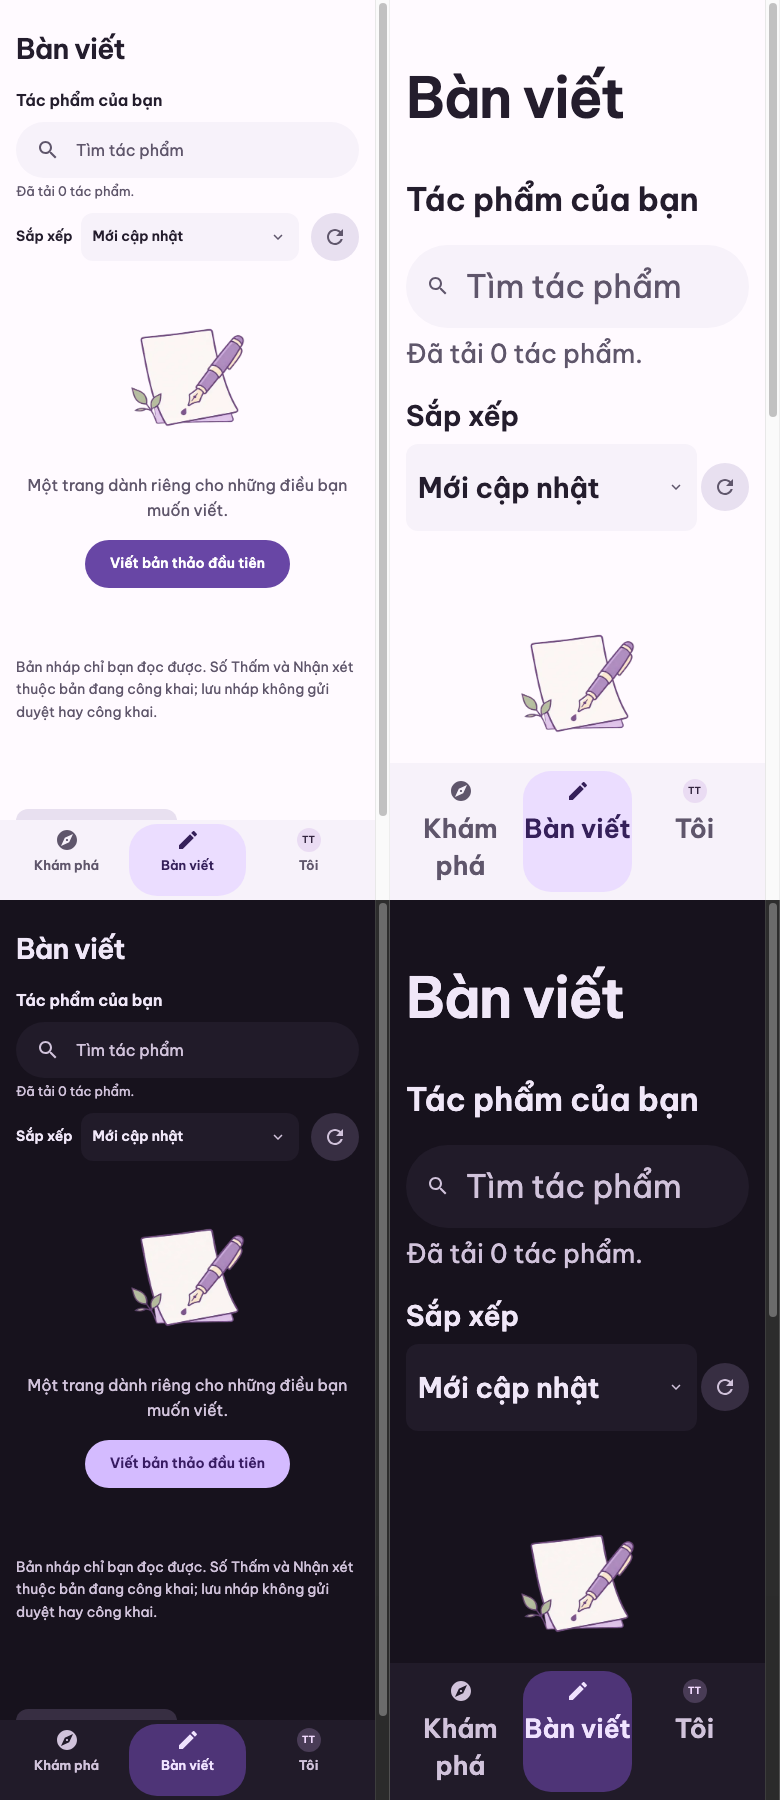 Bàn viết
Tác phẩm của bạn
Tìm tác phẩm
Đã tải 0 tác phẩm.
Sắp xếp
Mới cập nhật
Một trang dành riêng cho những điều bạn
muốn viết.
Viết bản thảo đầu tiên
Bản nháp chỉ bạn đọc được. Số Thấm và Nhận xét
thuộc bản đang công khai; lưu nháp không gửi
duyệt hay công khai.
Khám phá
Bàn viết
TT
Tôi
Bàn viết
Tác phẩm của bạn
Tìm tác phẩm
Đã tải 0 tác phẩm.
Sắp xếp
Mới cập nhật
Khám
phá
Bàn viết
TT
Tôi
Bàn viết
Tác phẩm của bạn
Tìm tác phẩm
Đã tải 0 tác phẩm.
Sắp xếp
Mới cập nhật
Một trang dành riêng cho những điều bạn
muốn viết.
Viết bản thảo đầu tiên
Bản nháp chỉ bạn đọc được. Số Thấm và Nhận xét
thuộc bản đang công khai; lưu nháp không gửi
duyệt hay công khai.
Khám phá
Bàn viết
TT
Tôi
Bàn viết
Tác phẩm của bạn
Tìm tác phẩm
Đã tải 0 tác phẩm.
Sắp xếp
Mới cập nhật
Khám
phá
Bàn viết
TT
Tôi